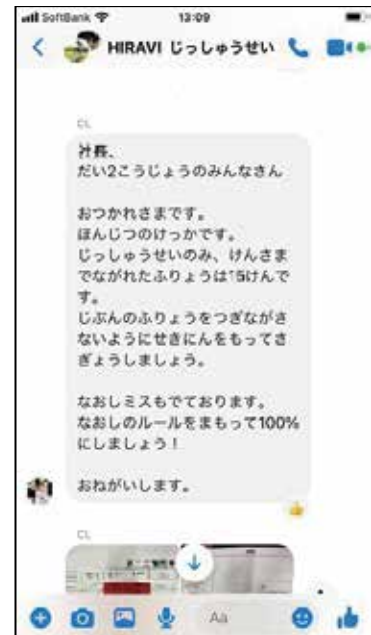 SoftBank
13:09
HIRAVI じっしゅうせい
CL
社長、
だい2こうじょうのみんなさん
おつかれさまです。
ほんじつのけっかです。
じっしゅうせいのみ、けんさま
でながれたふりょうは15けんで
す。
じぶんのふりょうをつぎながさ
ないようにせきにんをもってさ
ぎょうしましょう。
なおしミスもでております。
なおしのルールをまもって100%
にしましょう！
おねがいします。
CL
Aa